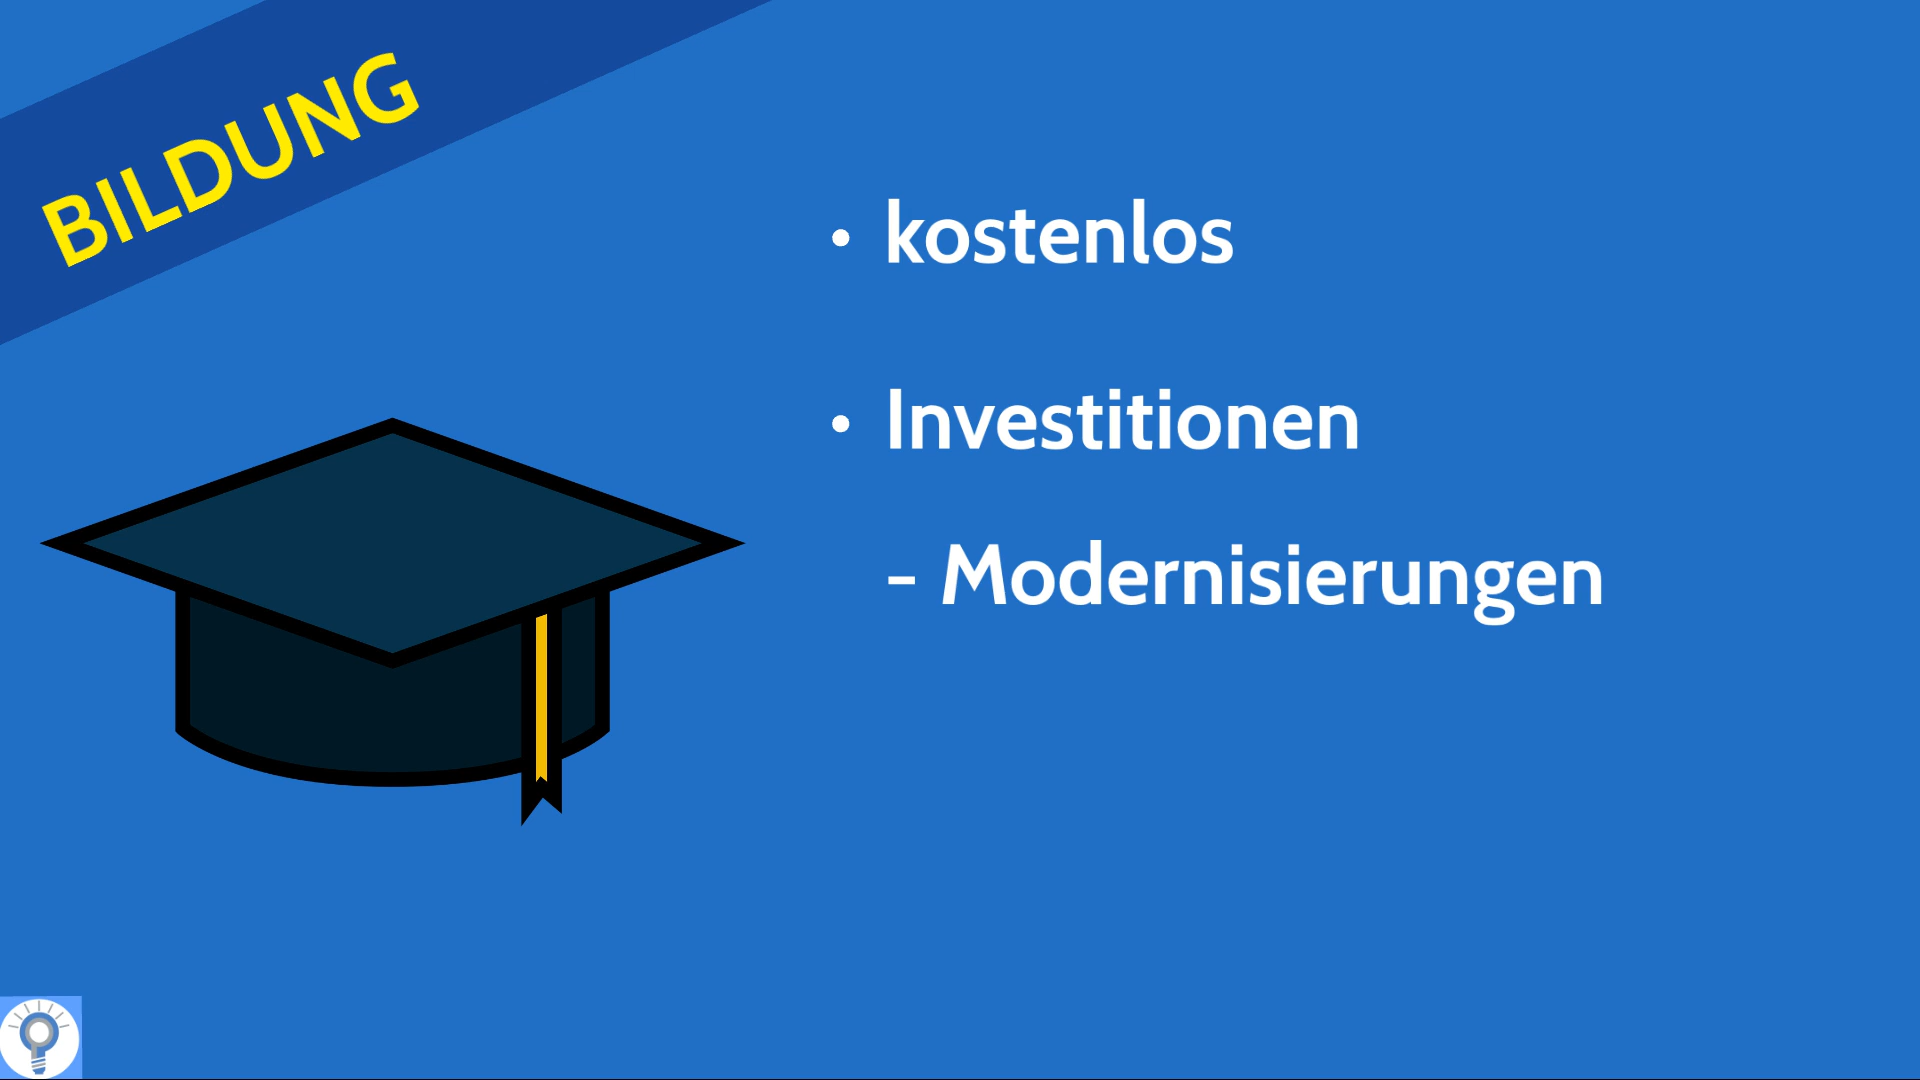 BILDUNG
• kostenlos
• Investitionen
- Modernisierungen